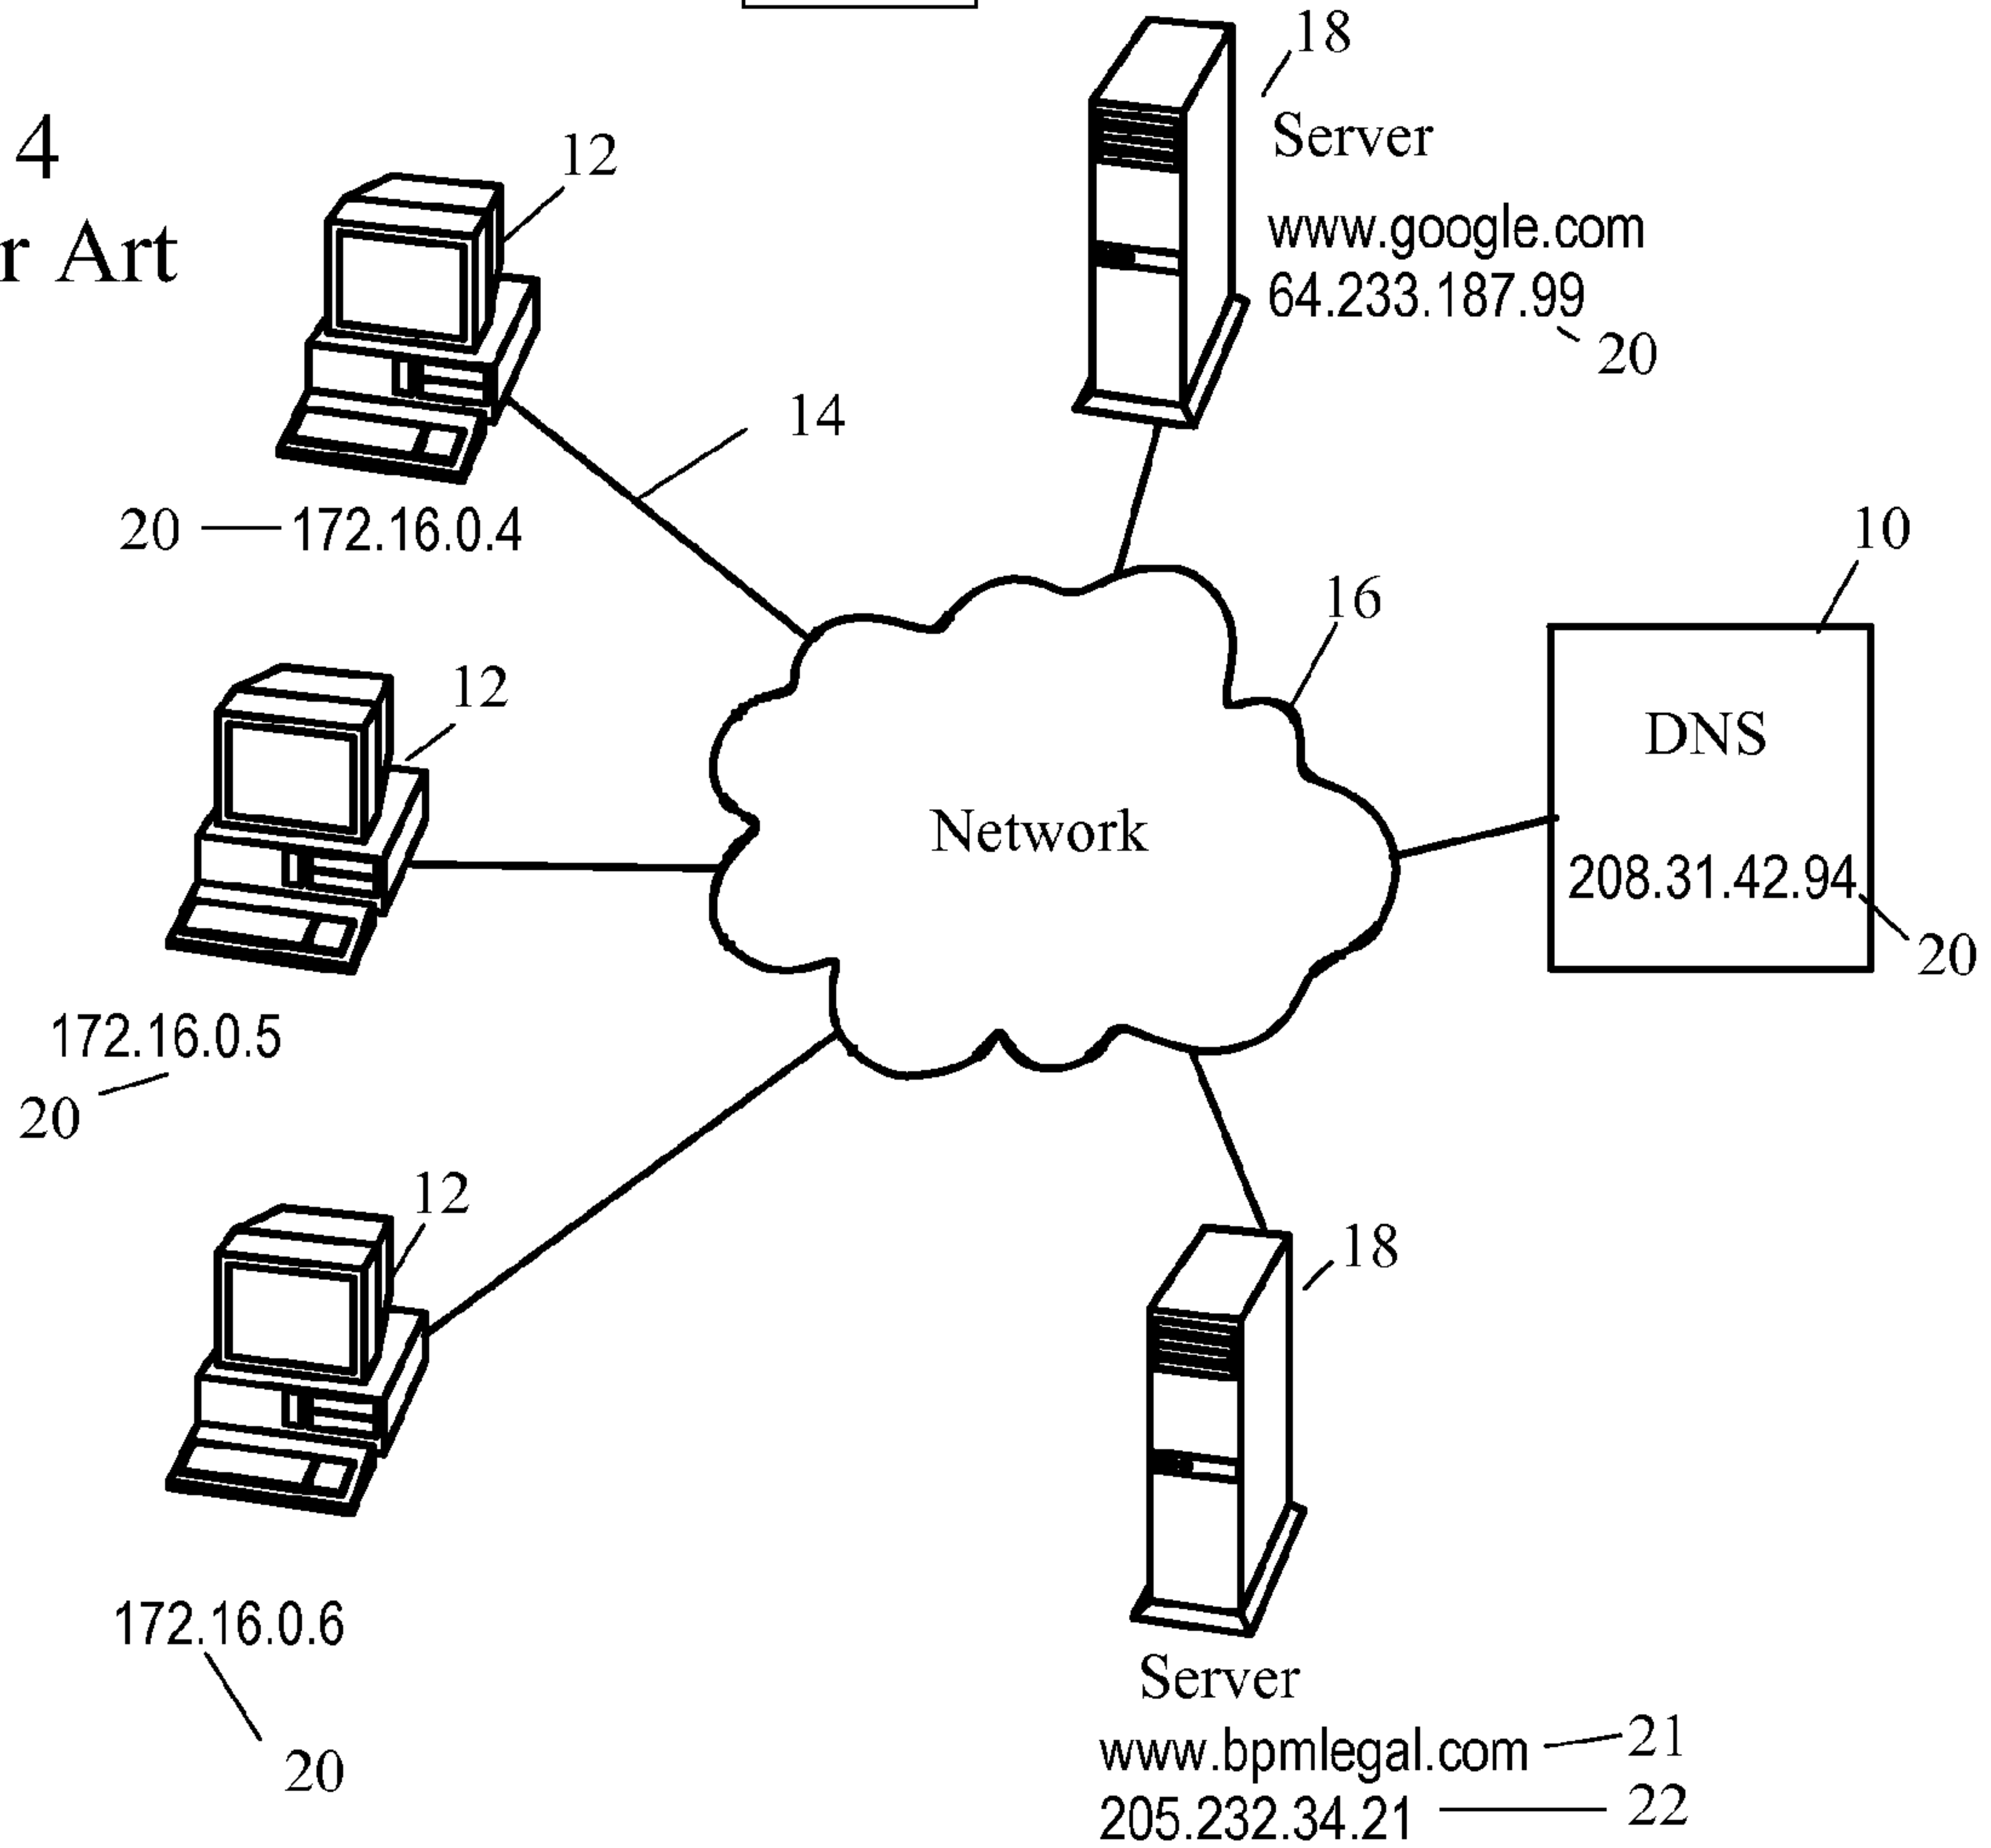 4
r Art
12
18
Server
www.google.com
64.233.187.99
20
14
20 172.16.0.4
10
16
12
DNS
Network
208.31.42.94
20
172.16.0.5
20
12
18
172.16.0.6
20
Server
www.bpmlegal.com 21
205.232.34.21 22